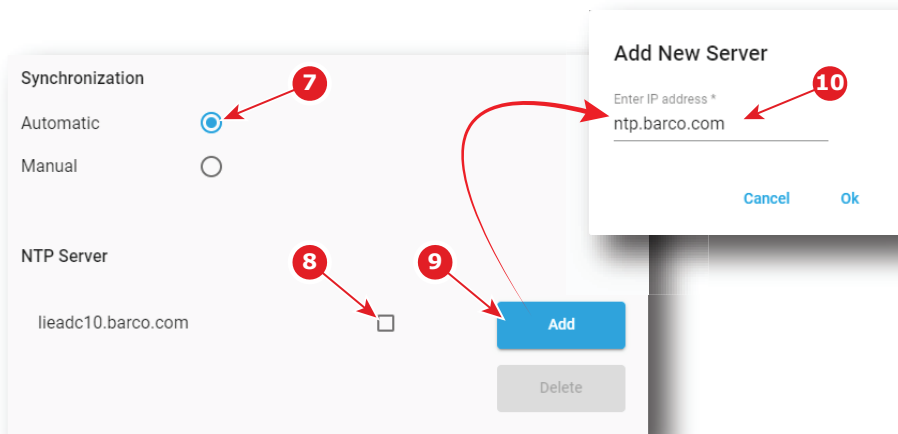 Add New Server
Synchronization
7
10
Enter IP address *
Automatic
ntp.barco.com
Manual
Cancel
Ok
NTP Server
8
9
lieadc10.barco.com
Add
Delete